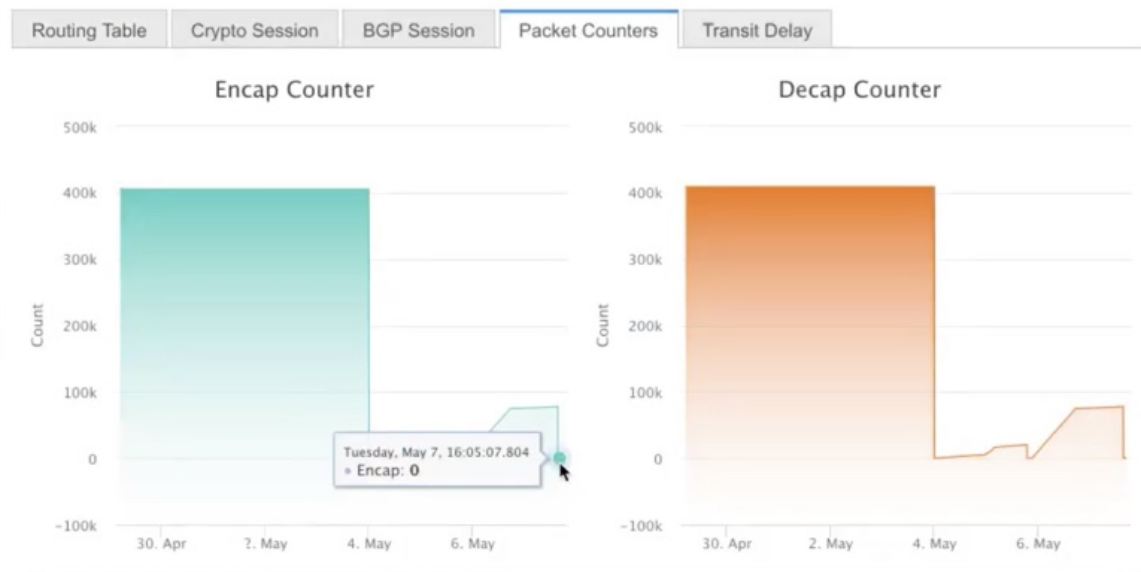 Routing Table
Crypto Session
BGP Session
Packet Counters
Transit Delay
Encap Counter
500k
400k
300k
200k
100k
0
-100k
Count
30. Apr
2. May
4. May
6. May
Tuesday, May 7, 16:05:07.804
Encap: 0
Decap Counter
500k
400k
300k
200k
100k
0
-100k
Count
30. Apr
2. May
4. May
6. May